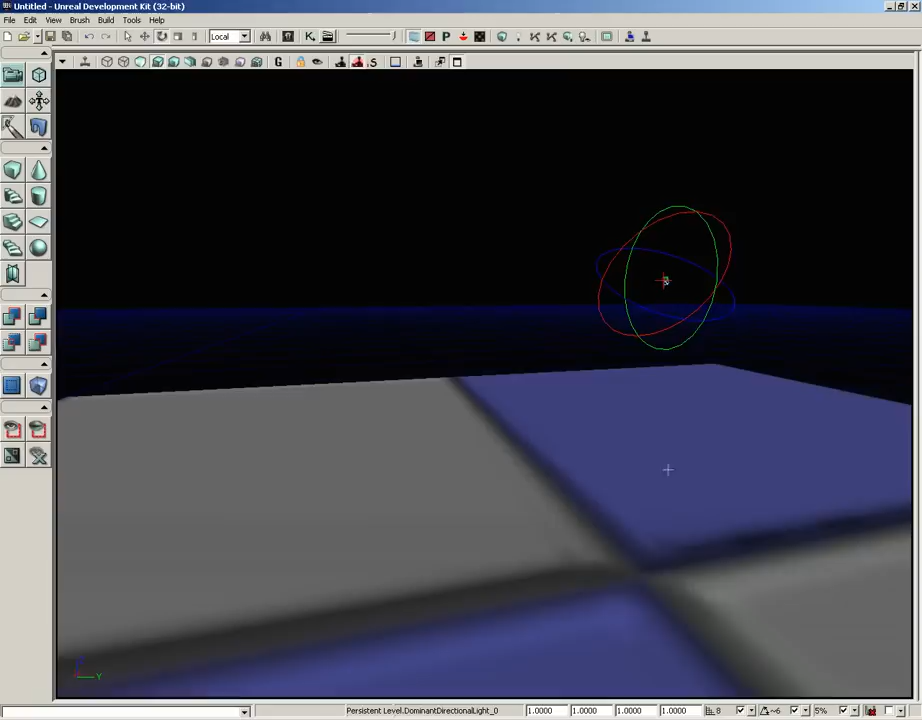 Untitled - Unreal Development Kit (32-bit)
File Edit View Brush Build Tools Help
Local
P
K
G
S
Y
Persistent Level.DominantDirectionalLight_0 1.0000 1.0000 1.0000 1.0000 8 ~6 5%